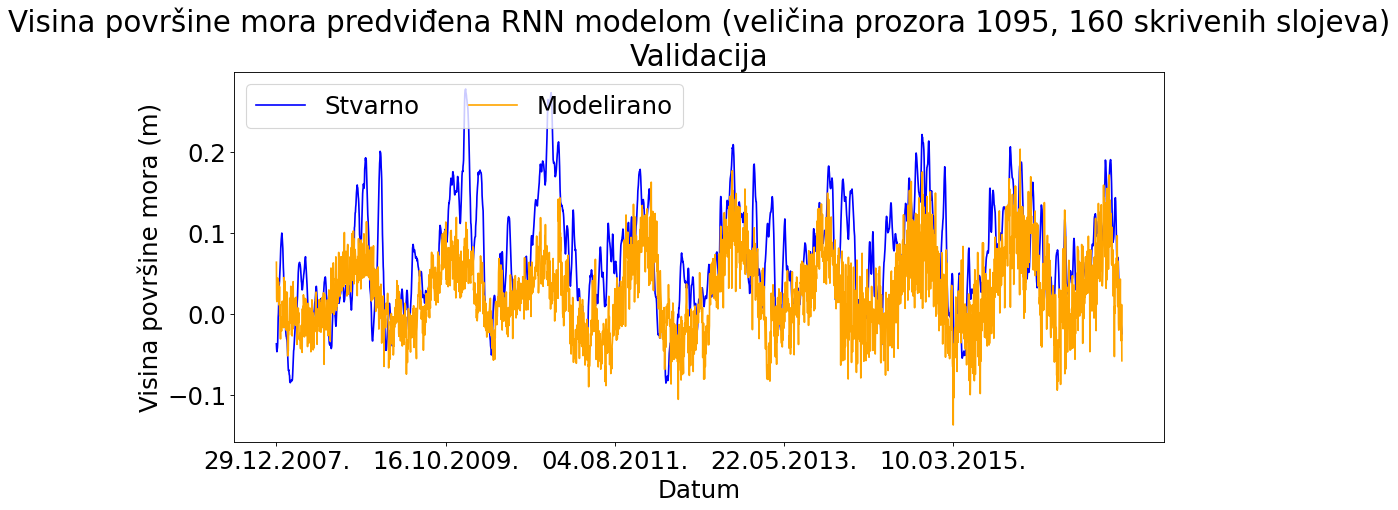 Visina površine mora predviđena RNN modelom (veličina prozora 1095, 160 skrivenih slojeva)
Validacija
Stvarno
Modelirano
Visina površine mora (m)
0.2
0.1
0.0
−0.1
29.12.2007.
16.10.2009.
04.08.2011.
22.05.2013.
10.03.2015.
Datum